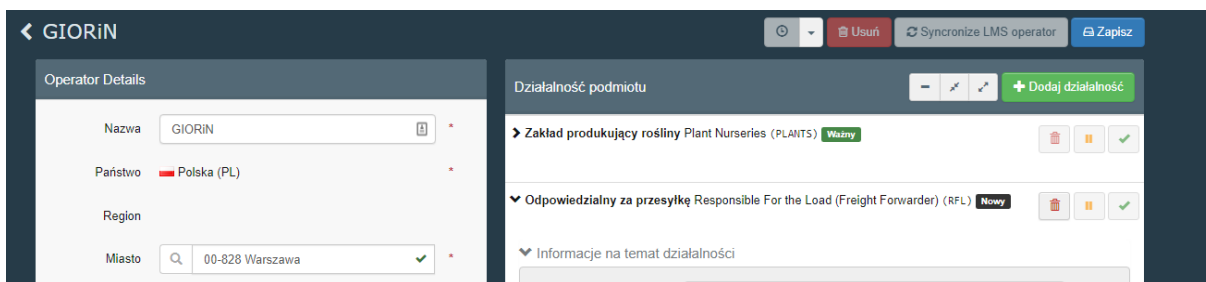 GIORiN
Usuń
Syncronize LMS operator
Zapisz
Operator Details
Nazwa GIORiN *
Państwo Polska (PL) *
Region
Miasto 00-828 Warszawa *
Działalność podmiotu
Dodaj działalność
Zakład produkujący rośliny Plant Nurseries (PLANTS) Ważny
Odpowiedzialny za przesyłkę Responsible For the Load (Freight Forwarder) (RFL) Nowy
Informacje na temat działalności